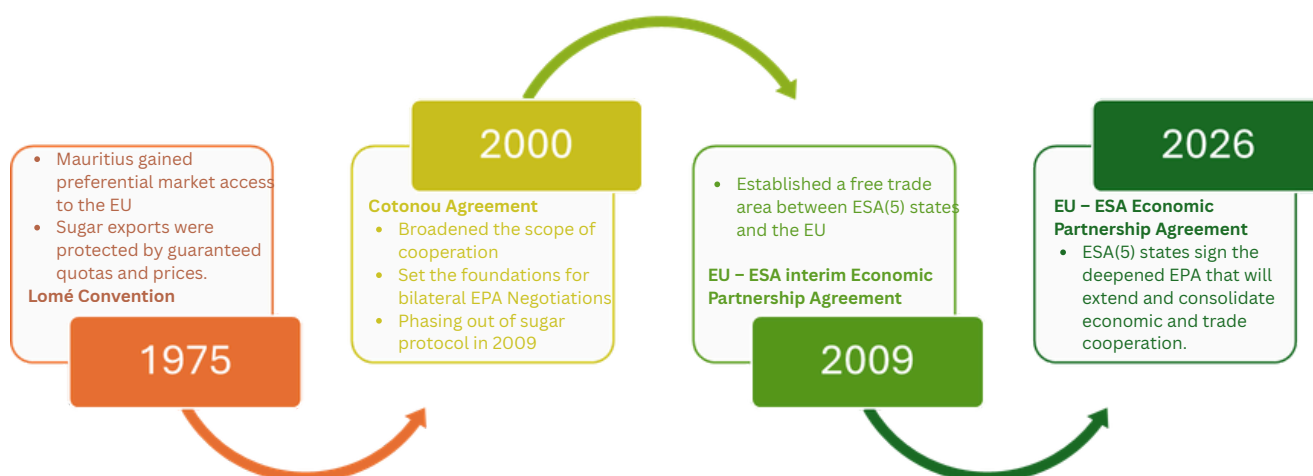 • Mauritius gained
preferential market access
to the EU
• Sugar exports were
protected by guaranteed
quotas and prices.
Lomé Convention
1975
2000
Cotonou Agreement
• Broadened the scope of
cooperation
• Set the foundations for
bilateral EPA Negotiations
• Phasing out of sugar
protocol in 2009
• Established a free trade
area between ESA(5) states
and the EU
EU – ESA interim Economic
Partnership Agreement
2009
2026
EU – ESA Economic
Partnership Agreement
• ESA(5) states sign the
deepened EPA that will
extend and consolidate
economic and trade
cooperation.